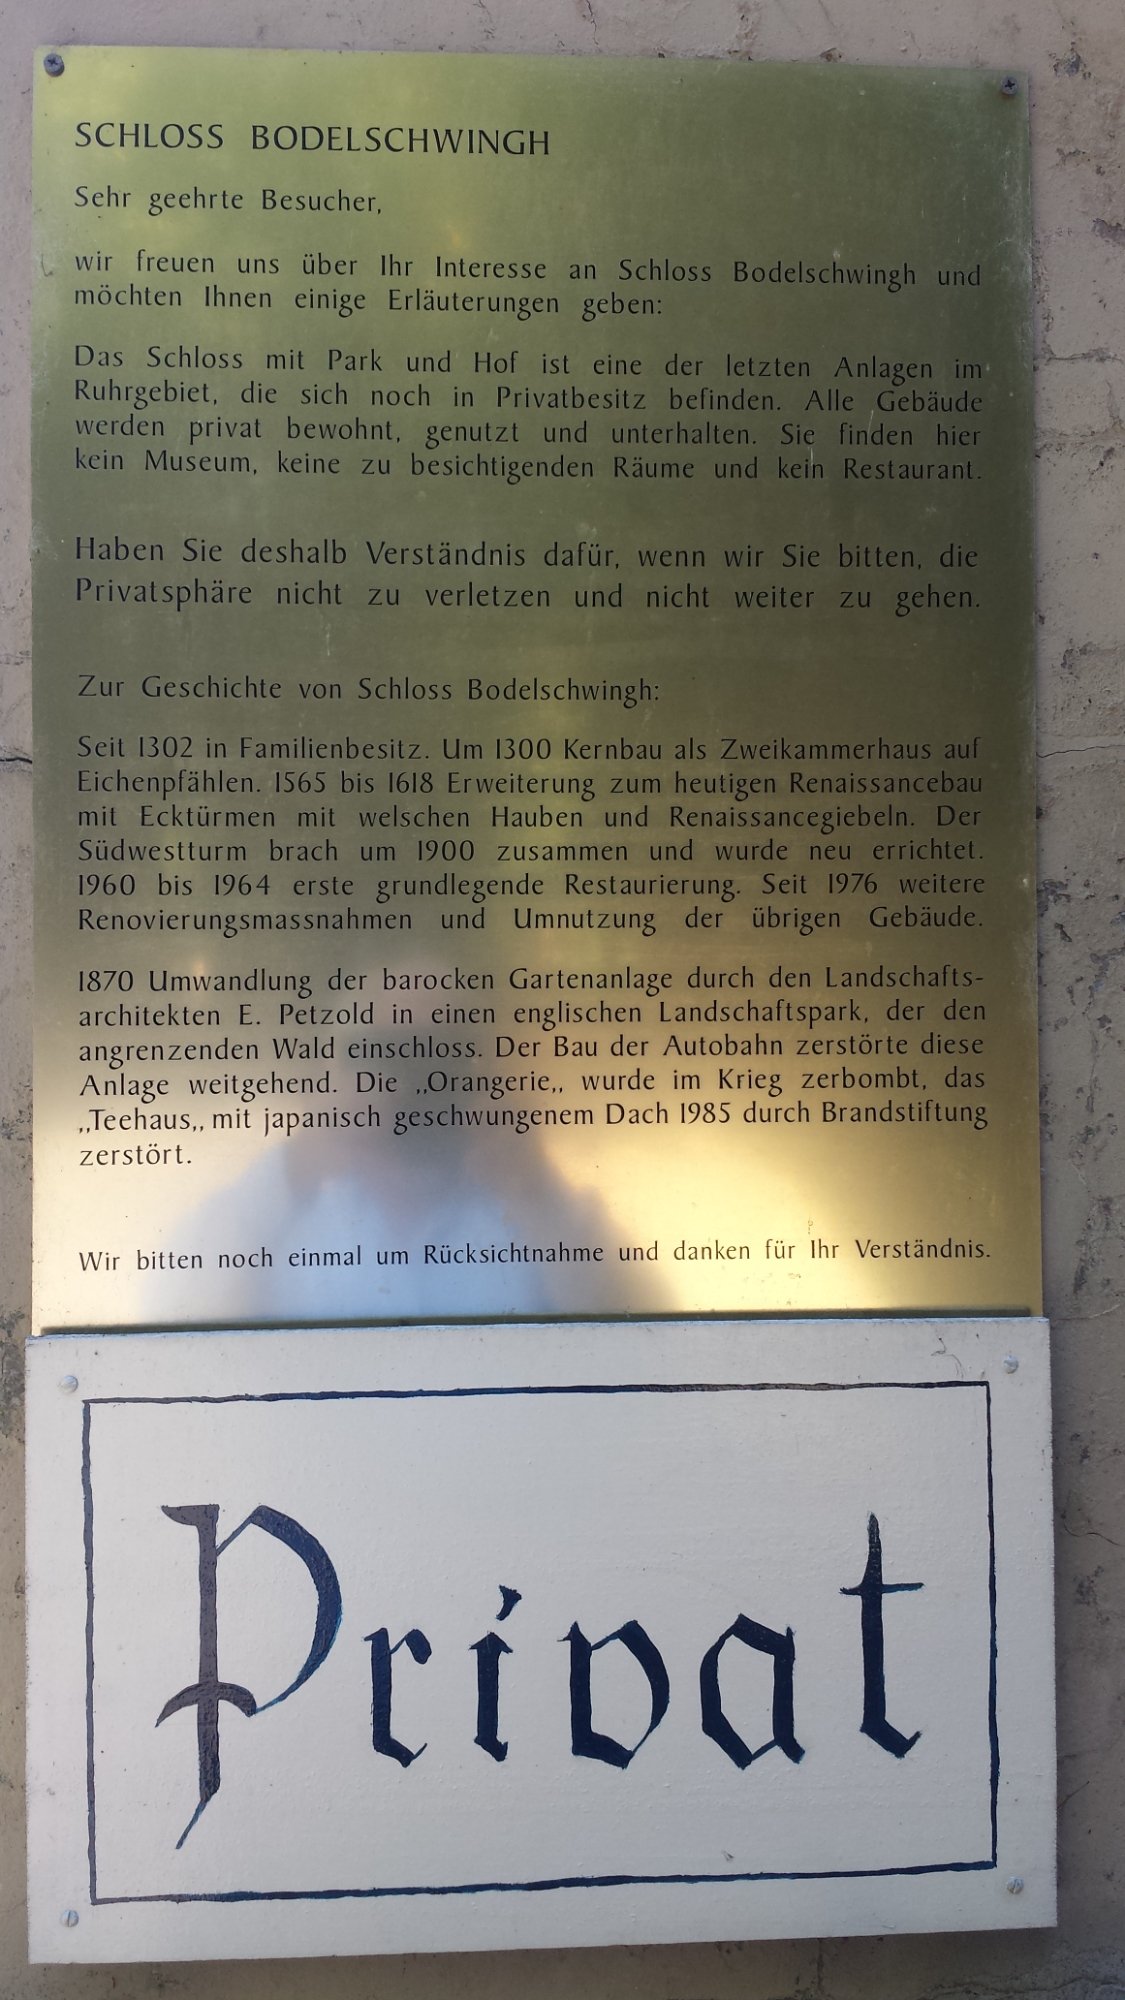 SCHLOSS BODELSCHWINGH
Sehr geehrte Besucher,
wir freuen uns über Ihr Interesse an Schloss Bodelschwingh und
möchten Ihnen einige Erläuterungen geben:
Das Schloss mit Park und Hof ist eine der letzten Anlagen im
Ruhrgebiet, die sich noch in Privatbesitz befinden. Alle Gebäude
werden privat bewohnt, genutzt und unterhalten. Sie finden hier
kein Museum, keine zu besichtigenden Räume und kein Restaurant.
Haben Sie deshalb Verständnis dafür, wenn wir Sie bitten, die
Privatsphäre nicht zu verletzen und nicht weiter zu gehen.
Zur Geschichte von Schloss Bodelschwingh:
Seit 1302 in Familienbesitz. Um 1300 Kernbau als Zweikammerhaus auf
Eichenpfählen. 1565 bis 1618 Erweiterung zum heutigen Renaissancebau
mit Ecktürmen mit welschen Hauben und Renaissancegiebeln. Der
Südwestturm brach um 1900 zusammen und wurde neu errichtet.
1960 bis 1964 erste grundlegende Restaurierung. Seit 1976 weitere
Renovierungsmassnahmen und Umnutzung der übrigen Gebäude.
1870 Umwandlung der barocken Gartenanlage durch den Landschafts-
architekten E. Petzold in einen englischen Landschaftspark, der den
angrenzenden Wald einschloss. Der Bau der Autobahn zerstörte diese
Anlage weitgehend. Die ,,Orangerie,, wurde im Krieg zerbombt, das
,,Teehaus,, mit japanisch geschwungenem Dach 1985 durch Brandstiftung
zerstört.
Wir bitten noch einmal um Rücksichtnahme und danken für Ihr Verständnis.
Privat